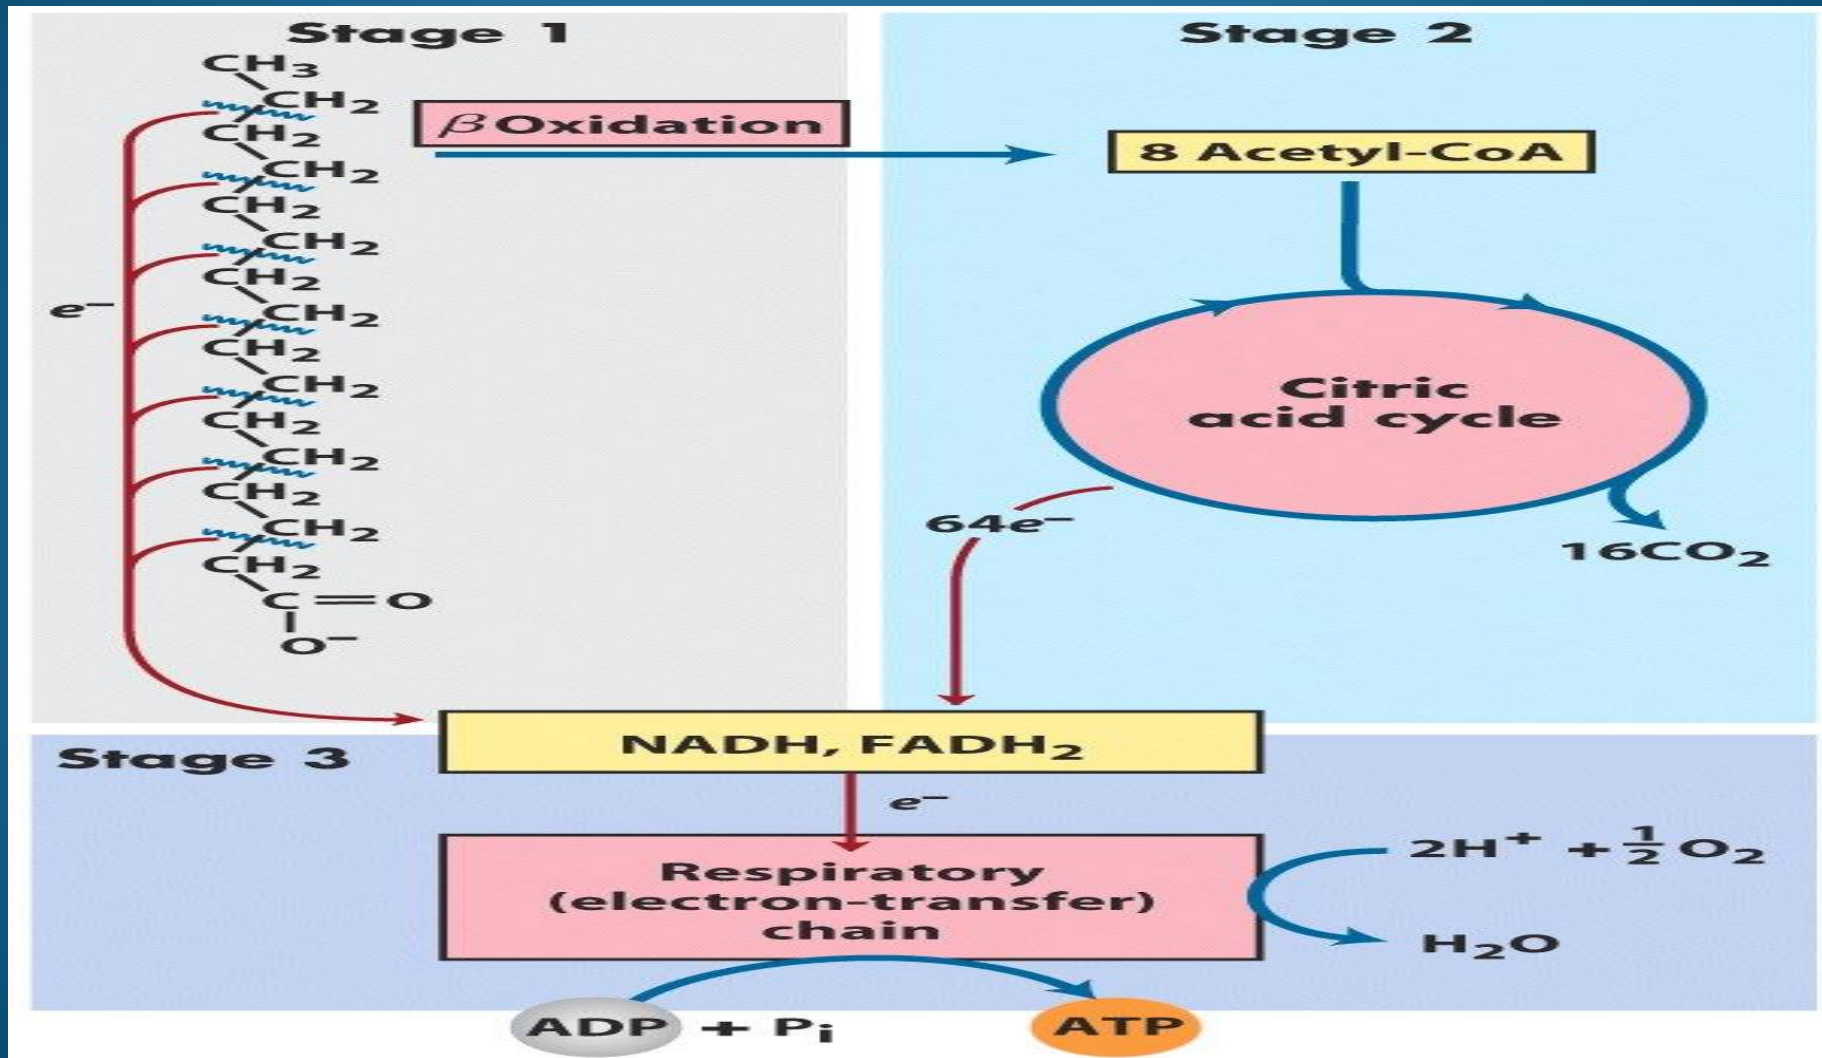 Stage 1
CH₃
CH₂
CH₂
CH₂
CH₂
CH₂
CH₂
CH₂
CH₂
CH₂
CH₂
CH₂
CH₂
CH₂
CH₂
C=O
O⁻
e⁻
β Oxidation
Stage 2
8 Acetyl-CoA
Citric
acid cycle
64e⁻
16CO₂
NADH, FADH₂
Stage 3
e⁻
Respiratory
(electron-transfer)
chain
2H⁺ + ½ O₂
H₂O
ADP + Pᵢ
ATP